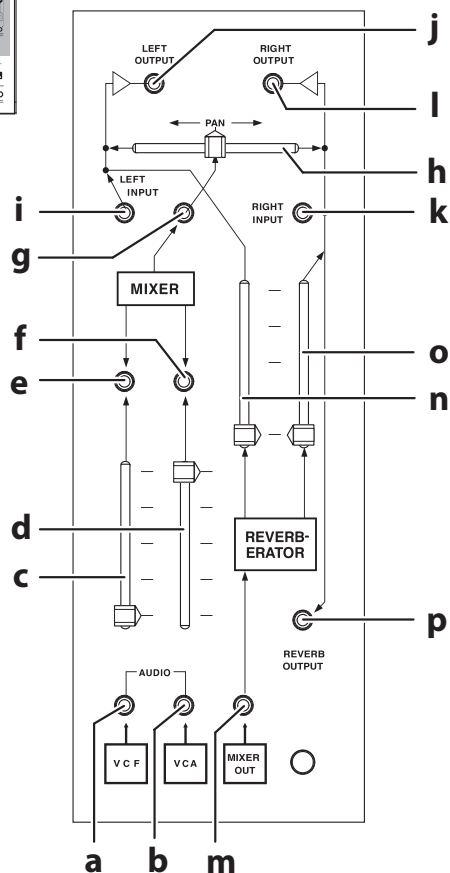 LEFT
OUTPUT
RIGHT
OUTPUT
j
l
PAN
h
LEFT
INPUT
i
RIGHT
INPUT
k
g
MIXER
f
e
o
n
d
REVERB-
ERATOR
c
p
REVERB
OUTPUT
AUDIO
VCF
VCA
MIXER
OUT
a
b
m